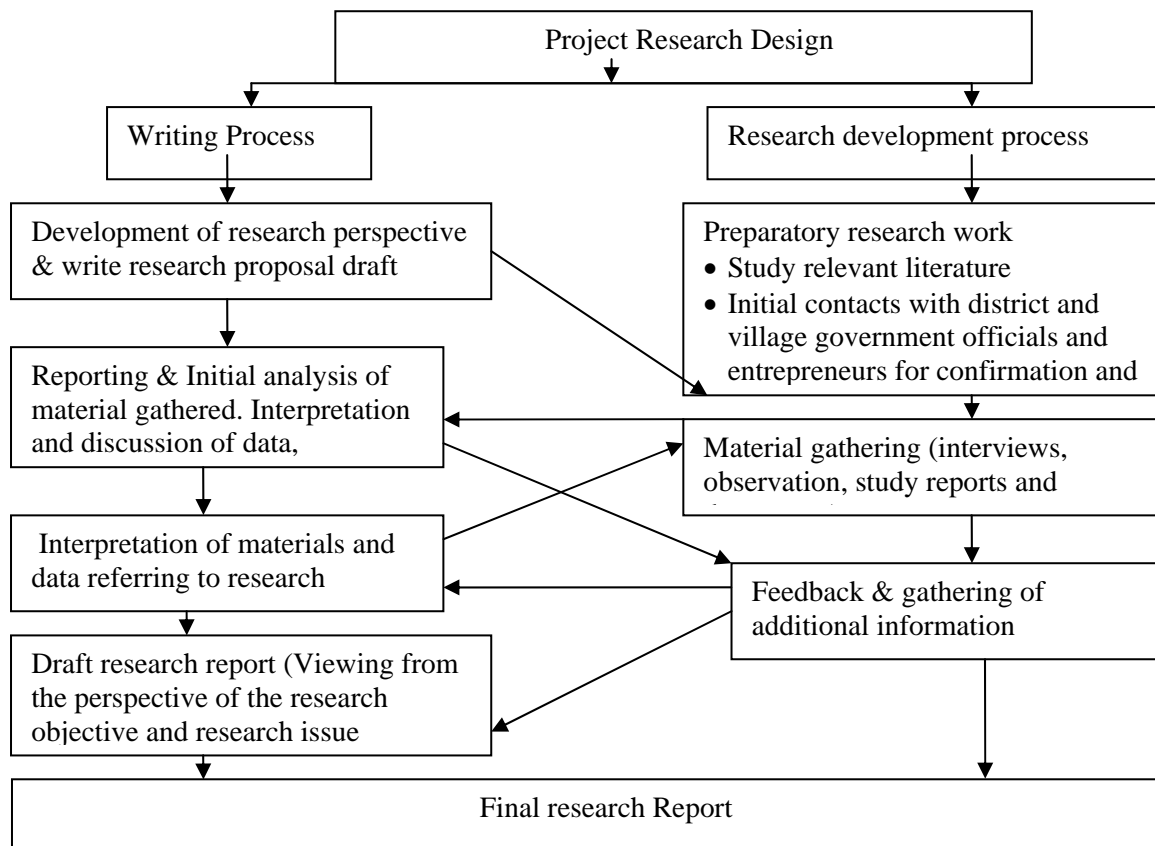 Project Research Design
Writing Process
Research development process
Development of research perspective
& write research proposal draft
Preparatory research work
• Study relevant literature
• Initial contacts with district and
village government officials and
entrepreneurs for confirmation and
Reporting & Initial analysis of
material gathered. Interpretation
and discussion of data,
Material gathering (interviews,
observation, study reports and
Interpretation of materials and
data referring to research
Feedback & gathering of
additional information
Draft research report (Viewing from
the perspective of the research
objective and research issue
Final research Report